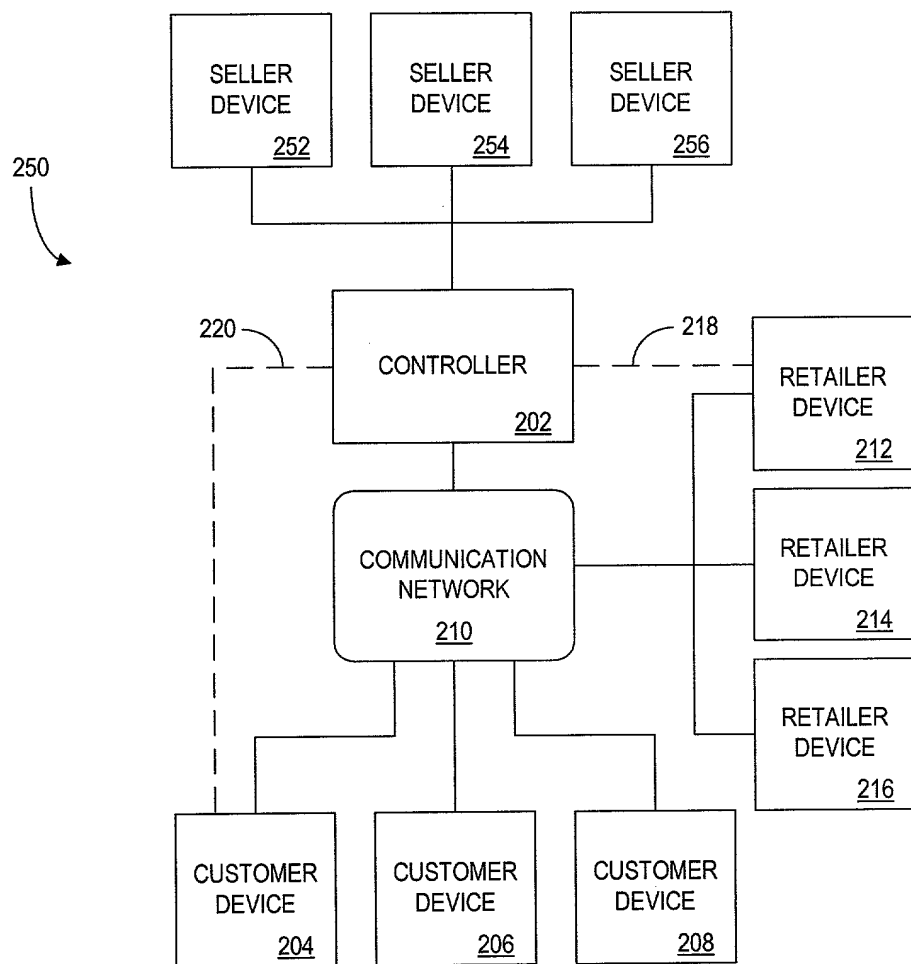 SELLER
DEVICE
252
SELLER
DEVICE
254
SELLER
DEVICE
256
250
220
CONTROLLER
202
218
RETAILER
DEVICE
212
COMMUNICATION
NETWORK
210
RETAILER
DEVICE
214
RETAILER
DEVICE
216
CUSTOMER
DEVICE
204
CUSTOMER
DEVICE
206
CUSTOMER
DEVICE
208